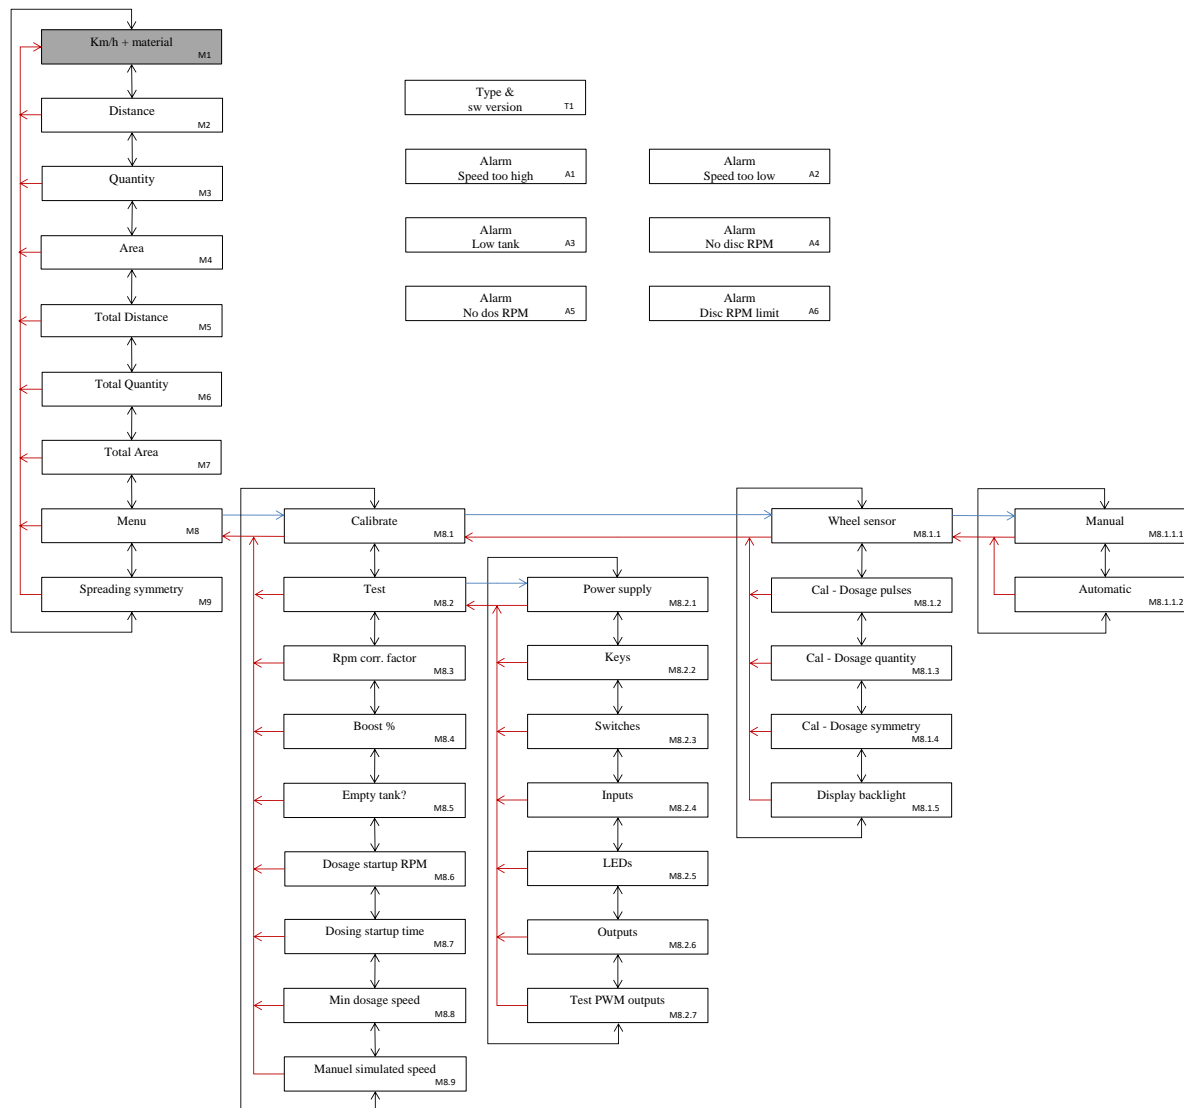 Km/h + material
M1
Distance
M2
Quantity
M3
Area
M4
Total Distance
M5
Total Quantity
M6
Total Area
M7
Menu
M8
Spreading symmetry
M9
Type &
sw version
T1
Alarm
Speed too high
A1
Alarm
Speed too low
A2
Alarm
Low tank
A3
Alarm
No disc RPM
A4
Alarm
No dos RPM
A5
Alarm
Disc RPM limit
A6
Calibrate
M8.1
Test
M8.2
Rpm corr. factor
M8.3
Boost %
M8.4
Empty tank?
M8.5
Dosage startup RPM
M8.6
Dosing startup time
M8.7
Min dosage speed
M8.8
Manuel simulated speed
M8.9
Power supply
M8.2.1
Keys
M8.2.2
Switches
M8.2.3
Inputs
M8.2.4
LEDs
M8.2.5
Outputs
M8.2.6
Test PWM outputs
M8.2.7
Wheel sensor
M8.1.1
Cal - Dosage pulses
M8.1.2
Cal - Dosage quantity
M8.1.3
Cal - Dosage symmetry
M8.1.4
Display backlight
M8.1.5
Manual
M8.1.1.1
Automatic
M8.1.1.2